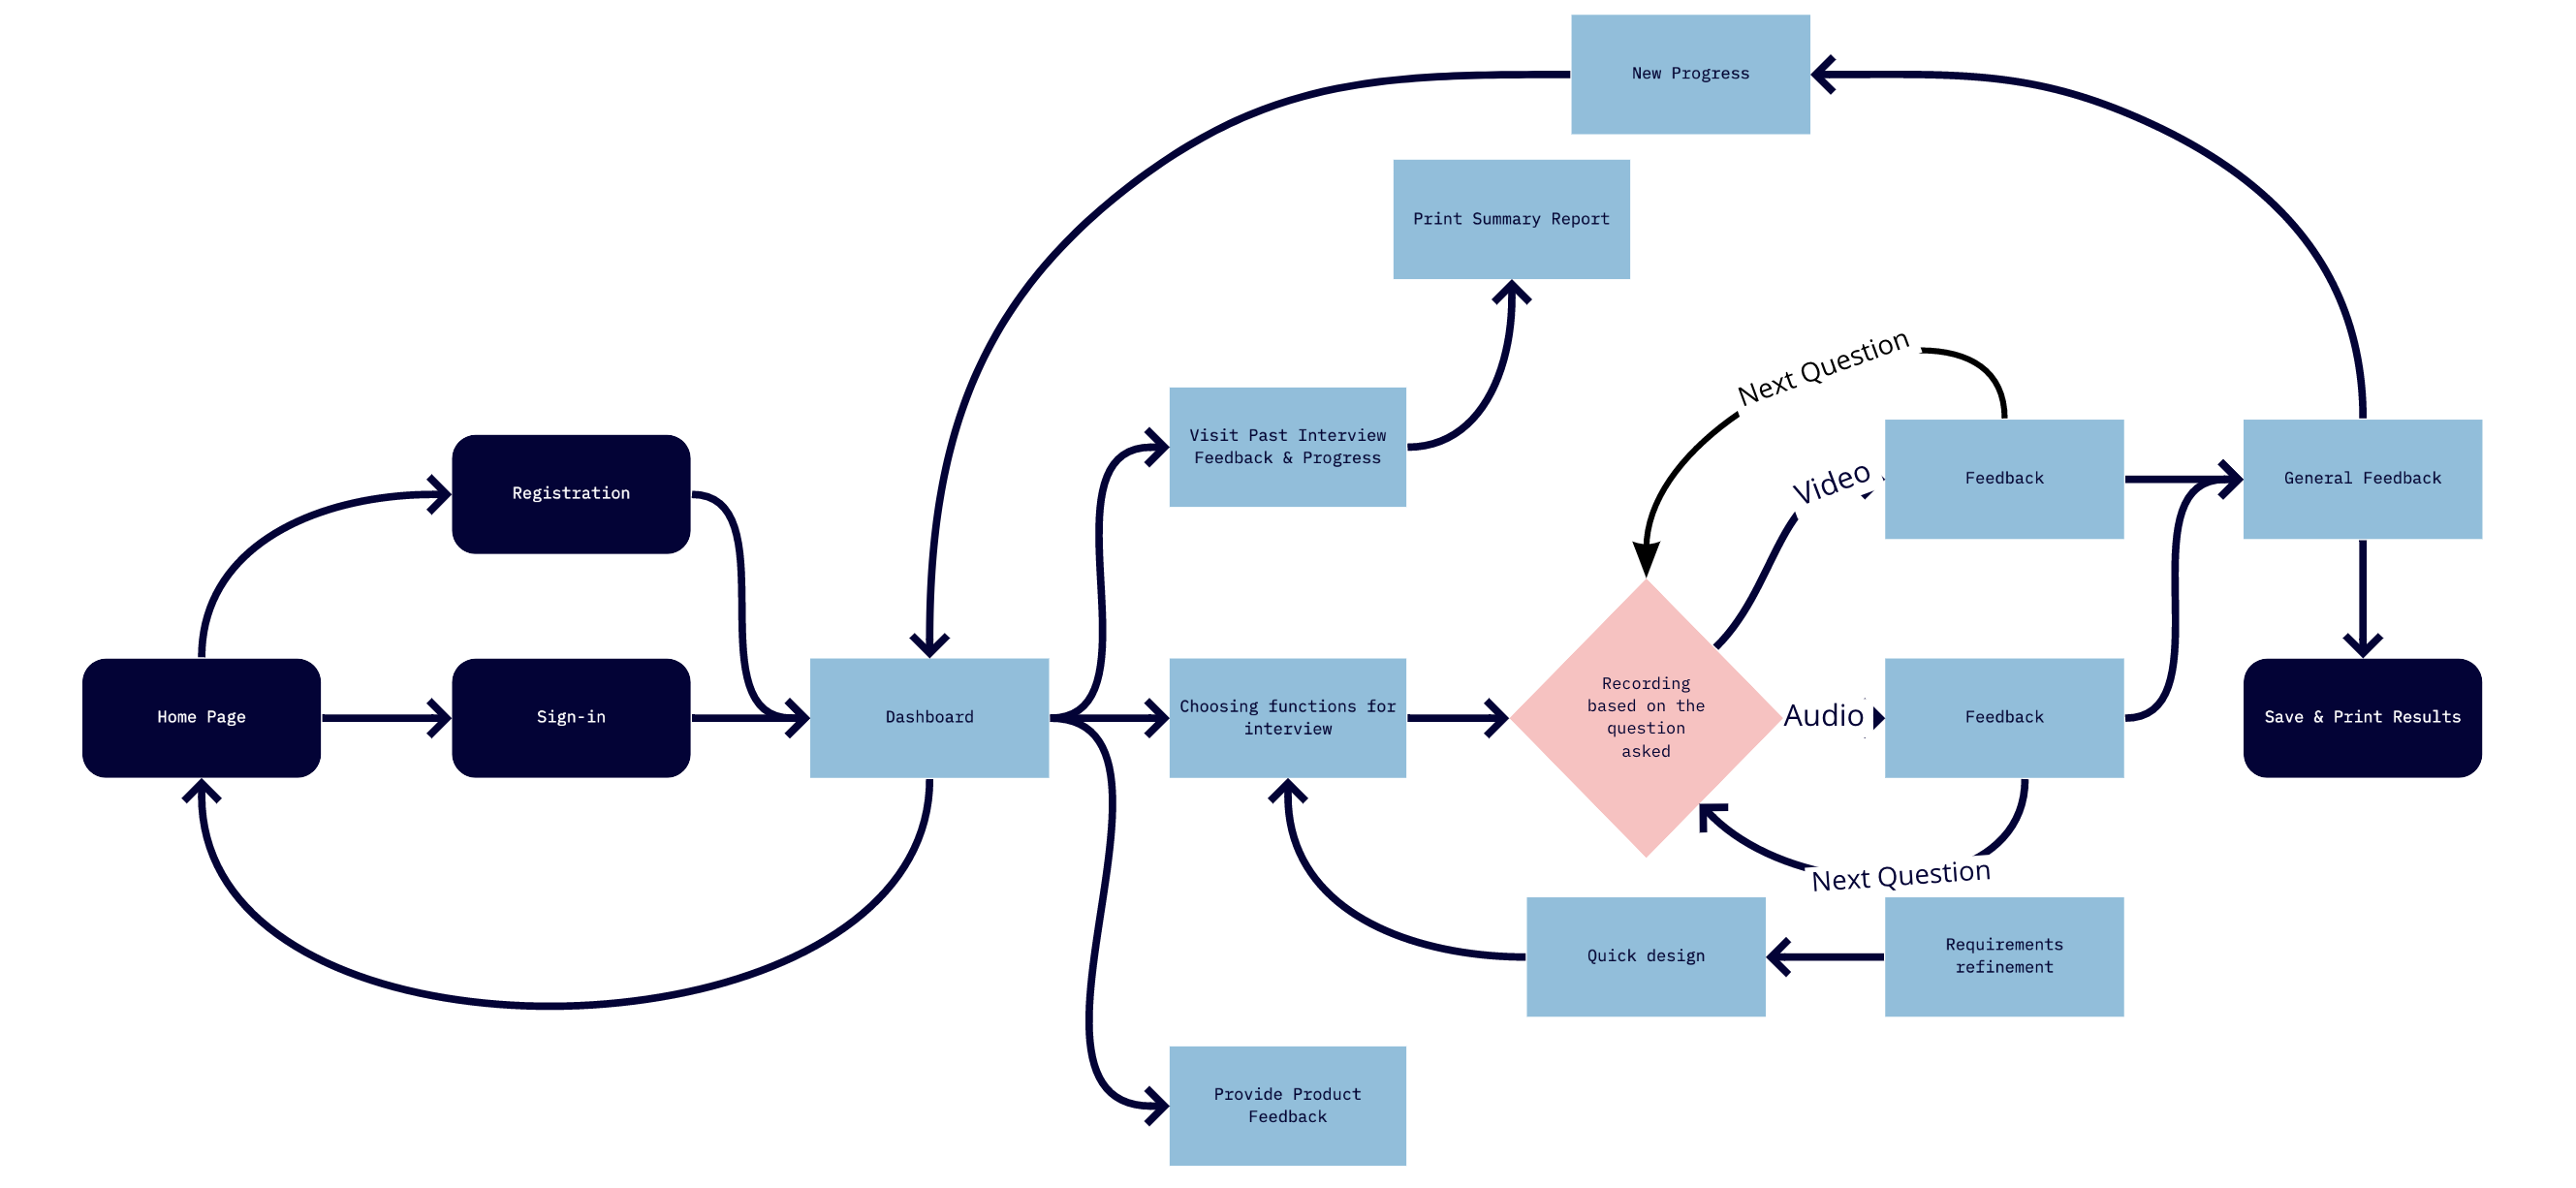 New Progress
Print Summary Report
Next Question
Visit Past Interview
Feedback & Progress
Video
Feedback
General Feedback
Registration
Home Page
Sign-in
Dashboard
Choosing functions for
interview
Recording
based on the
question
asked
Audio
Feedback
Save & Print Results
Next Question
Quick design
Requirements
refinement
Provide Product
Feedback